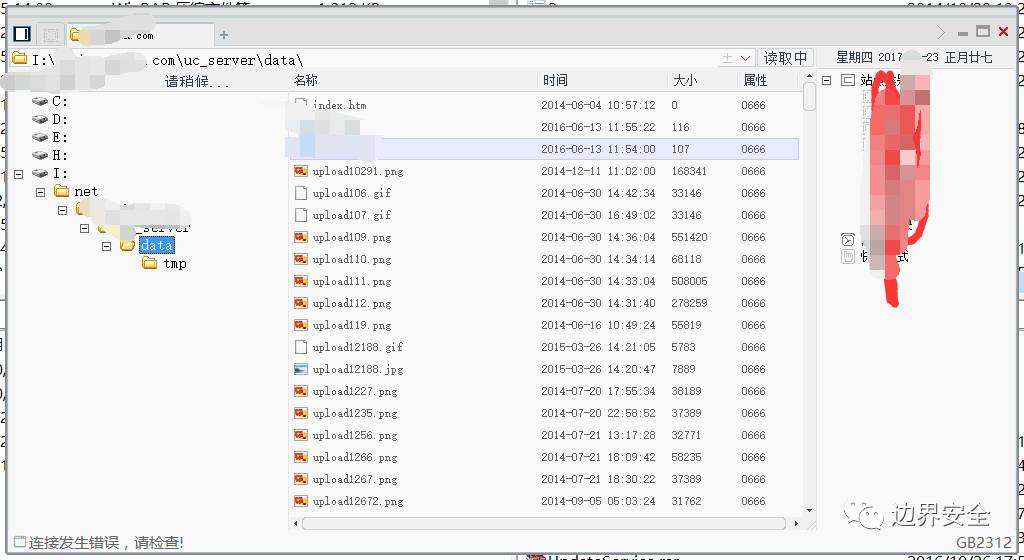 .com
I:\ com\uc_server\data\
读取中
星期四 2017 -23 正月廿七
请稍候...
名称 时间 大小 属性
C:
D:
E:
H:
I:
net
_server
data
tmp
index.htm 2014-06-04 10:57:12 0 0666
2016-06-13 11:55:22 116 0666
2016-06-13 11:54:00 107 0666
upload10291.png 2014-12-11 11:02:00 168341 0666
upload106.gif 2014-06-30 14:42:34 33146 0666
upload107.gif 2014-06-30 16:49:02 33146 0666
upload109.png 2014-06-30 14:36:04 551420 0666
upload110.png 2014-06-30 14:34:14 68118 0666
upload111.png 2014-06-30 14:33:04 508005 0666
upload112.png 2014-06-30 14:31:40 278259 0666
upload119.png 2014-06-16 10:49:24 55819 0666
upload12188.gif 2015-03-26 14:21:05 5783 0666
upload12188.jpg 2015-03-26 14:20:47 7889 0666
upload1227.png 2014-07-20 17:55:34 38189 0666
upload1235.png 2014-07-20 22:58:52 37389 0666
upload1256.png 2014-07-21 13:17:28 32771 0666
upload1266.png 2014-07-21 18:09:42 58235 0666
upload1267.png 2014-07-21 18:30:22 37389 0666
upload12672.png 2014-09-05 05:03:24 31762 0666
边界安全
连接发生错误，请检查!
GB2312